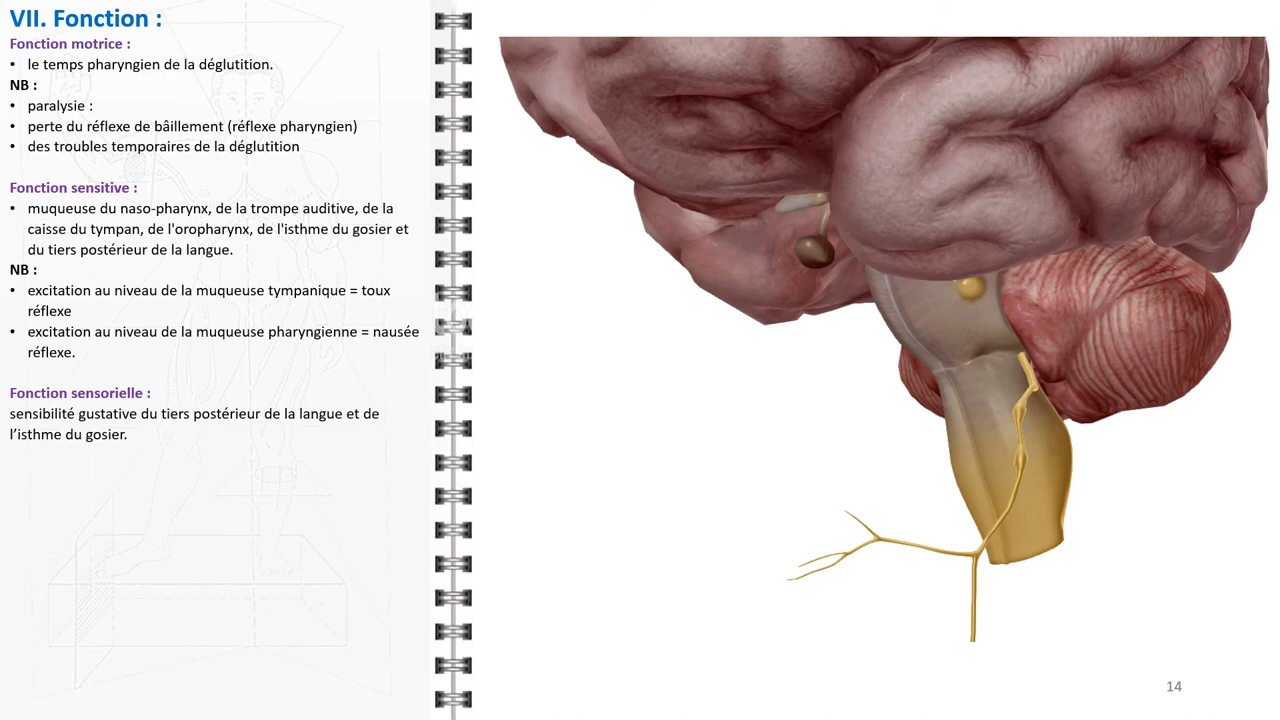 VII. Fonction :
Fonction motrice :
• le temps pharyngien de la déglutition.
NB :
• paralysie :
• perte du réflexe de bâillement (réflexe pharyngien)
• des troubles temporaires de la déglutition
Fonction sensitive :
• muqueuse du naso-pharynx, de la trompe auditive, de la
caisse du tympan, de l'oropharynx, de l'isthme du gosier et
du tiers postérieur de la langue.
NB :
• excitation au niveau de la muqueuse tympanique = toux
réflexe
• excitation au niveau de la muqueuse pharyngienne = nausée
réflexe.
Fonction sensorielle :
sensibilité gustative du tiers postérieur de la langue et de
l’isthme du gosier.
14